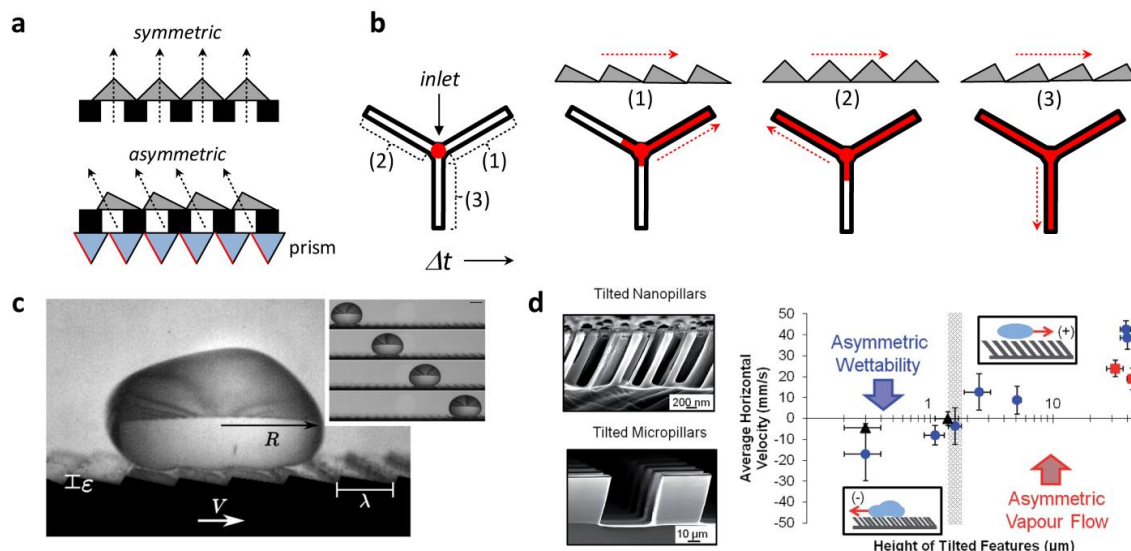 a
symmetric
asymmetric
prism
b
inlet
(2)
(1)
(3)
Δt
(1)
(2)
(3)
c
R
ε
V
λ
d
Tilted Nanopillars
200 nm
Tilted Micropillars
10 μm
Average Horizontal
Velocity (mm/s)
50
40
30
20
10
0
-10
-20
-30
-40
-50
Asymmetric
Wettability
1
10
(+)
(-)
Asymmetric
Vapour Flow
Height of Tilted Features (μm)